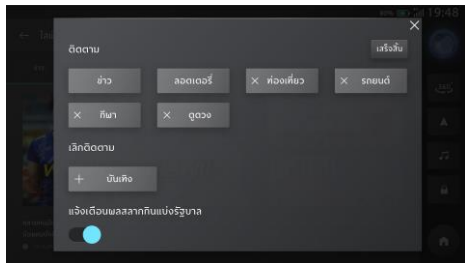 19:48
ติดตาม
เสร็จสิ้น
ข่าว ลอตเตอรี่ × ท่องเที่ยว × รถยนต์
× กีฬา × ดูดวง
เลิกติดตาม
+ บันเทิง
แจ้งเตือนผลสลากกินแบ่งรัฐบาล